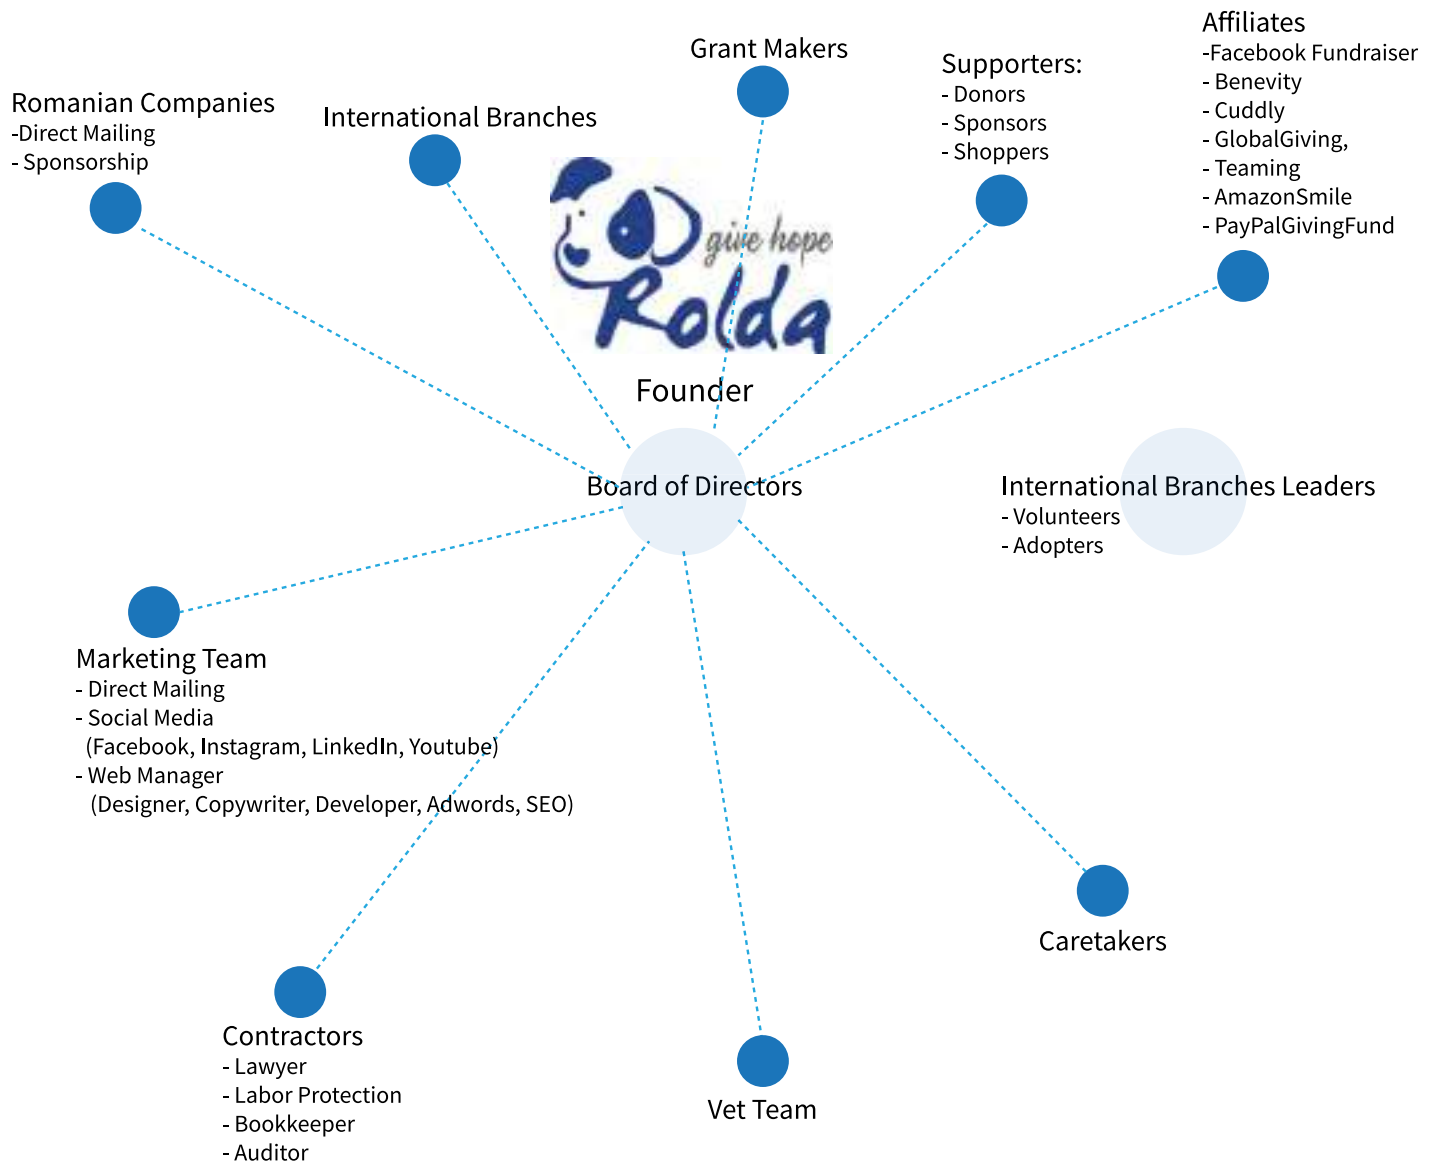 Romanian Companies
-Direct Mailing
- Sponsorship
International Branches
Grant Makers
Supporters:
- Donors
- Sponsors
- Shoppers
Affiliates
-Facebook Fundraiser
- Benevity
- Cuddly
- GlobalGiving,
- Teaming
- AmazonSmile
- PayPalGivingFund
give hope
Rolda
Founder
Board of Directors
International Branches Leaders
- Volunteers
- Adopters
Marketing Team
- Direct Mailing
- Social Media
(Facebook, Instagram, LinkedIn, Youtube)
- Web Manager
(Designer, Copywriter, Developer, Adwords, SEO)
Caretakers
Contractors
- Lawyer
- Labor Protection
- Bookkeeper
- Auditor
Vet Team